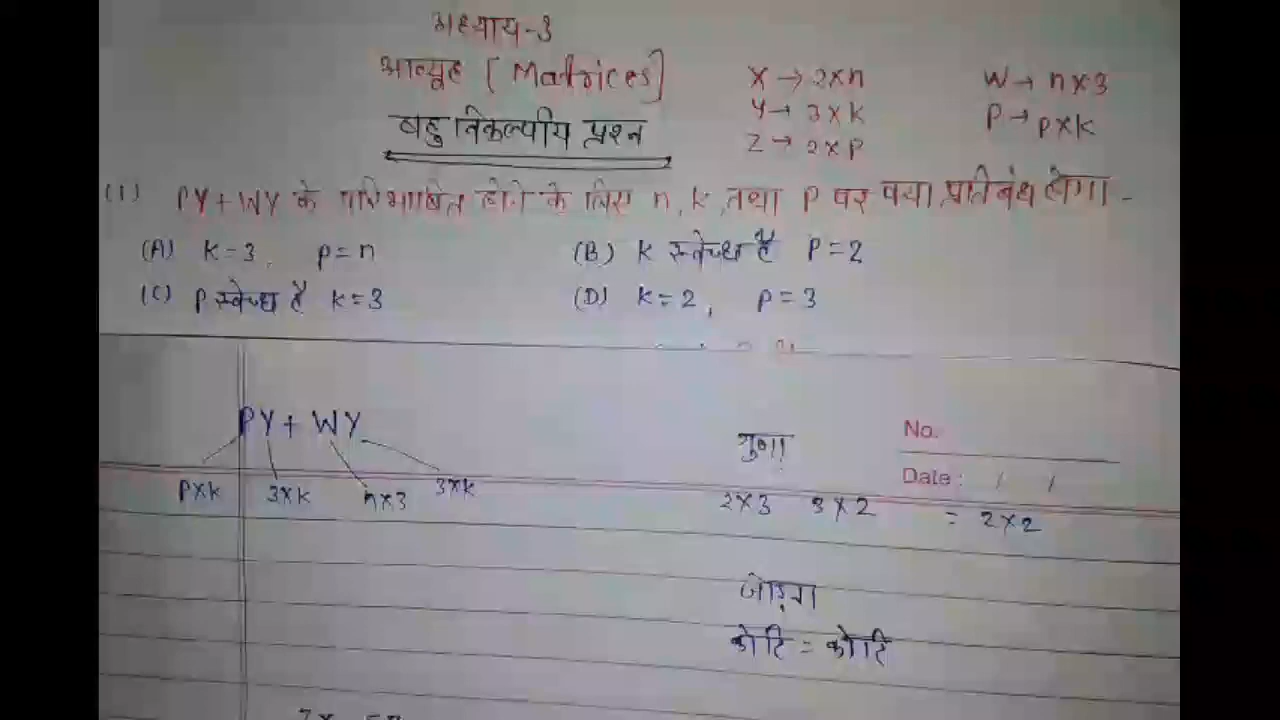 अध्याय-3
आव्यूह [Matrices]
बहु विकल्पीय प्रश्न
X → 2×n
Y → 3×k
Z → 2×P
W → n×3
P → P×k
(1) PY+WY के परिभाषित होने के लिए n, k, तथा P पर क्या प्रतिबंध होगा -
(A) k=3, P=n
(B) k स्वेच्छ है P=2
(C) P स्वेच्छ है k=3
(D) k=2, P=3
PY+ WY
P×k 3×k n×3 3×k
गुणा
2×3 3×2 = 2×2
No.
Date : / /
जोड़ना
कोटि = कोटि